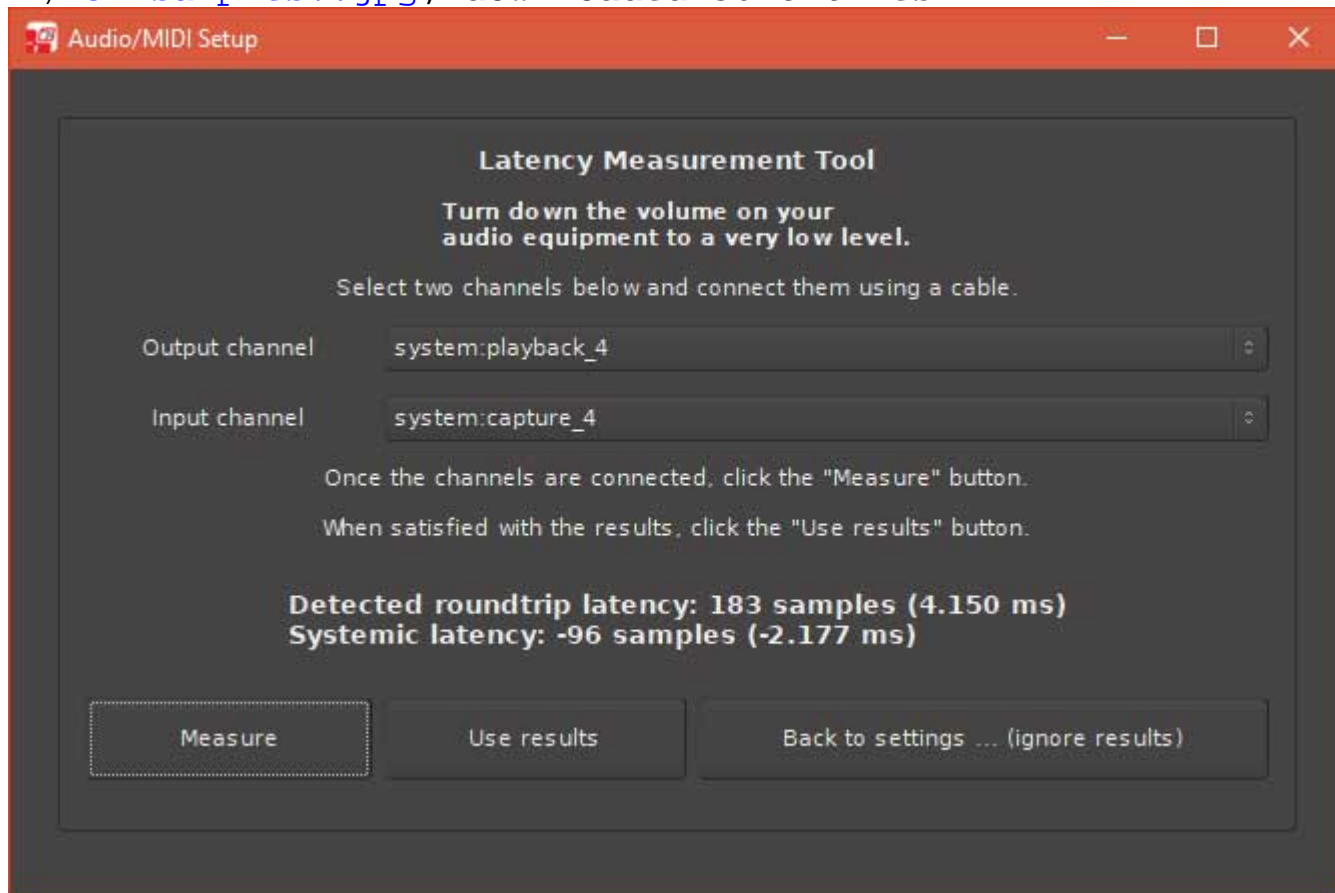 Audio/MIDI Setup
Latency Measurement Tool
Turn down the volume on your
audio equipment to a very low level.
Select two channels below and connect them using a cable.
Output channel system:playback_4
Input channel system:capture_4
Once the channels are connected, click the "Measure" button.
When satisfied with the results, click the "Use results" button.
Detected roundtrip latency: 183 samples (4.150 ms)
Systemic latency: -96 samples (-2.177 ms)
Measure Use results Back to settings ... (ignore results)